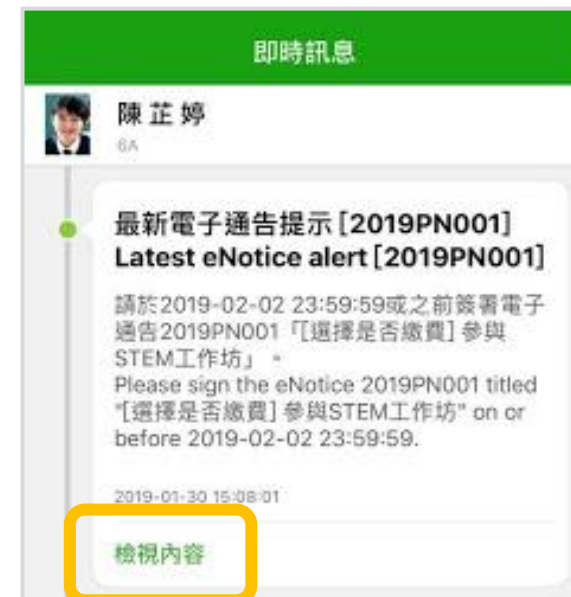 即時訊息
陳芷婷
6A
最新電子通告提示 [2019PN001]
Latest eNotice alert [2019PN001]
請於2019-02-02 23:59:59或之前簽署電子
通告2019PN001「[選擇是否繳費] 參與
STEM工作坊」。
Please sign the eNotice 2019PN001 titled
"[選擇是否繳費] 參與STEM工作坊" on or
before 2019-02-02 23:59:59.
2019-01-30 15:08:01
檢視內容